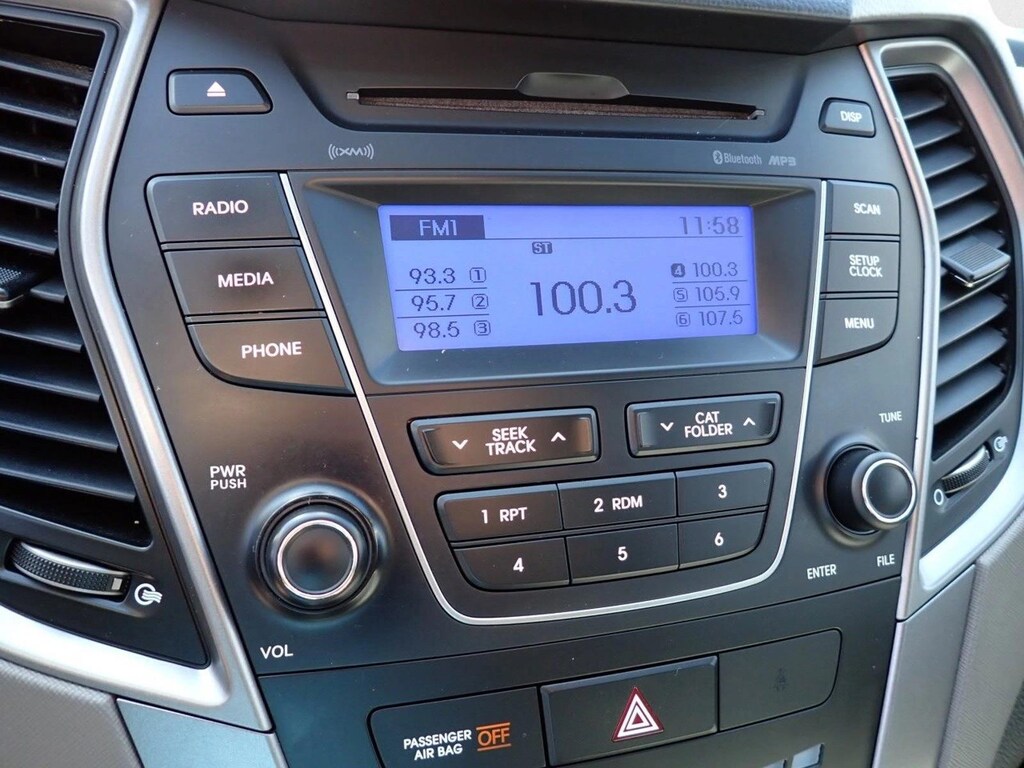 DISP
((XM))
Bluetooth MP3
RADIO
MEDIA
PHONE
FM1
11:58
ST
93.3 1
95.7 2
98.5 3
100.3
4 100.3
5 105.9
6 107.5
SCAN
SETUP
CLOCK
MENU
SEEK
TRACK
CAT
FOLDER
TUNE
PWR
PUSH
1 RPT
2 RDM
3
4
5
6
VOL
ENTER
FILE
PASSENGER
AIR BAG
OFF